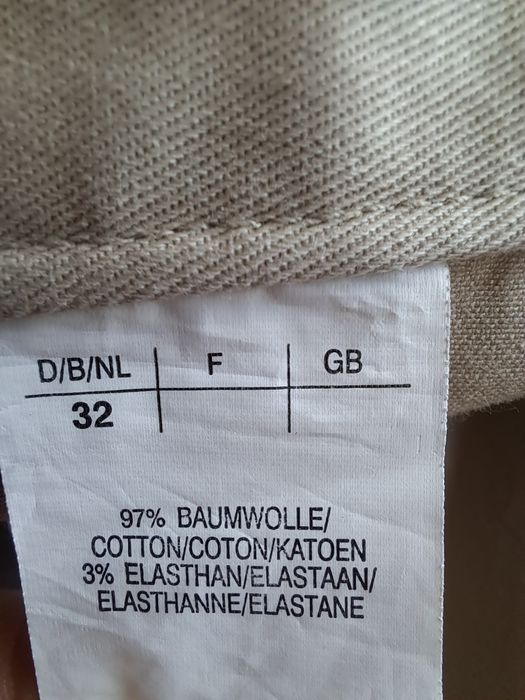 D/B/NL F GB
32
97% BAUMWOLLE/
COTTON/COTON/KATOEN
3% ELASTHAN/ELASTAAN/
ELASTHANNE/ELASTANE